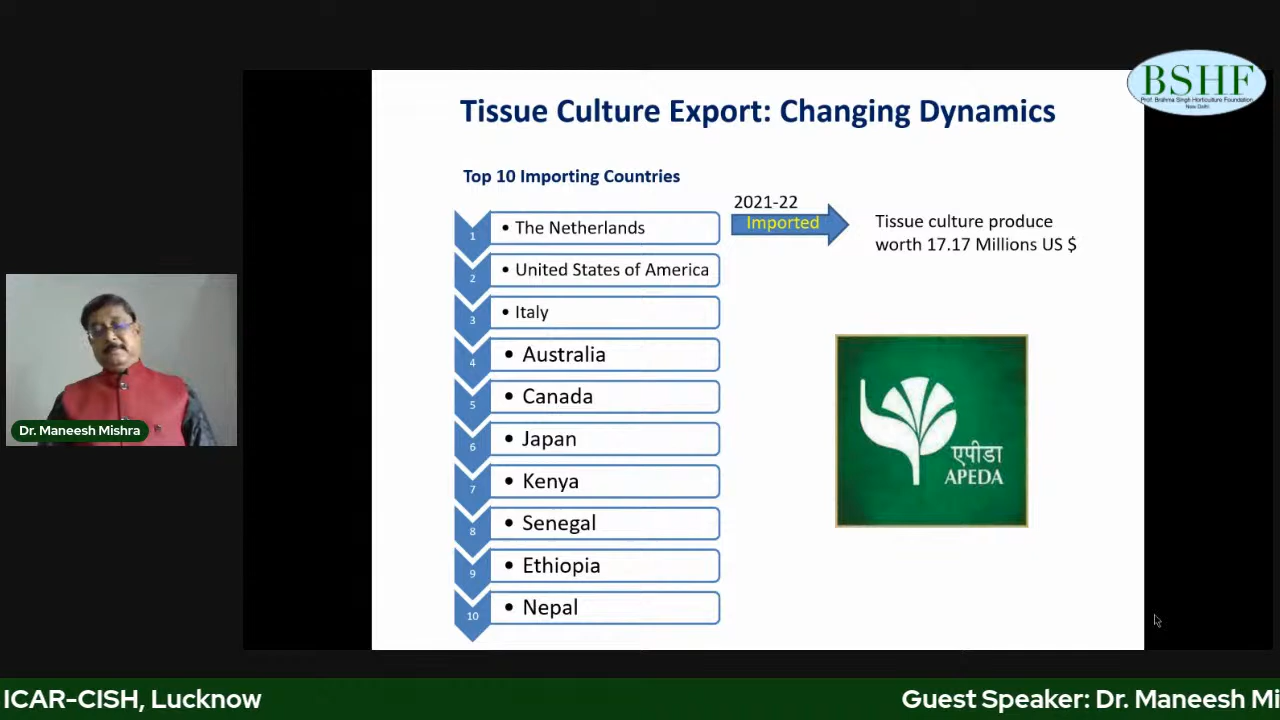 BSHF
Prof. Brahma Singh Horticulture Foundation
New Delhi
Tissue Culture Export: Changing Dynamics
Top 10 Importing Countries
1 • The Netherlands
2 • United States of America
3 • Italy
4 • Australia
5 • Canada
6 • Japan
7 • Kenya
8 • Senegal
9 • Ethiopia
10 • Nepal
2021-22
Imported
Tissue culture produce
worth 17.17 Millions US $
एपीडा
APEDA
Dr. Maneesh Mishra
ICAR-CISH, Lucknow
Guest Speaker: Dr. Maneesh Mi